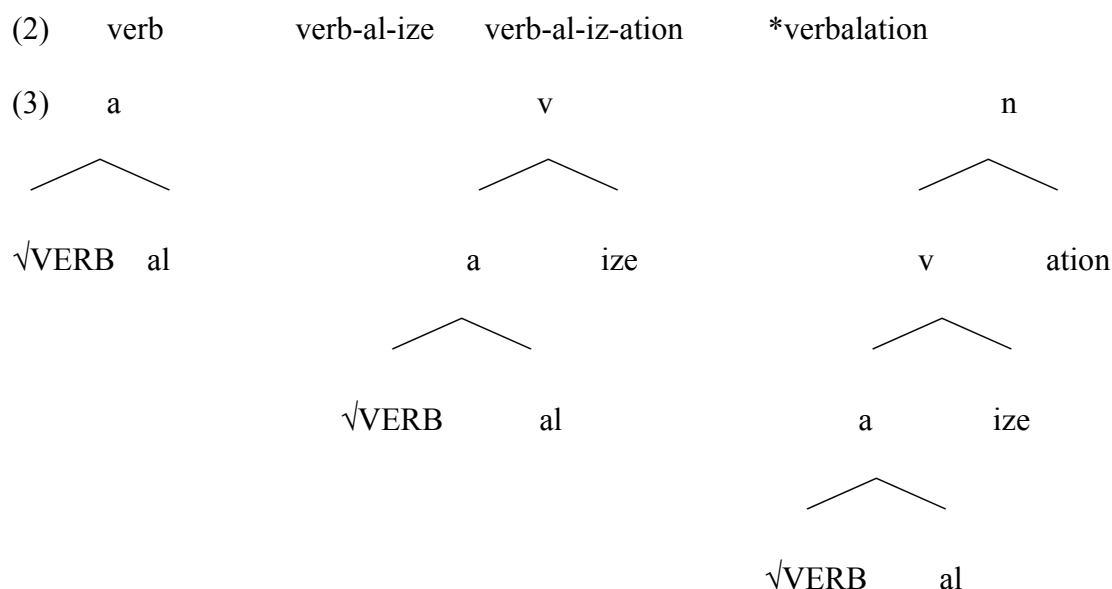 (2) verb verb-al-ize verb-al-iz-ation *verbalation
(3) a v n
√VERB al a ize v ation
√VERB al a ize
√VERB al